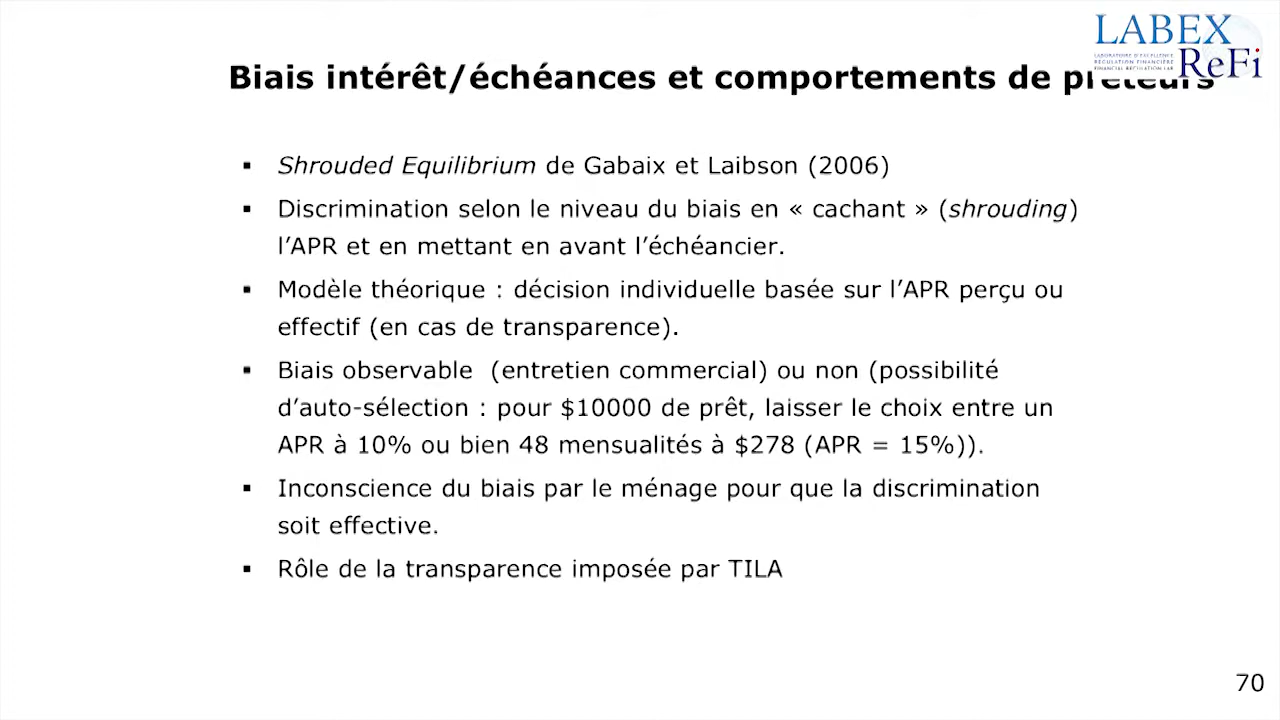 LABEX
LABORATOIRE D'EXCELLENCE
RÉGULATION FINANCIÈRE
FINANCIAL REGULATION LAB
ReFi
Biais intérêt/échéances et comportements de prêteurs
▪ Shrouded Equilibrium de Gabaix et Laibson (2006)
▪ Discrimination selon le niveau du biais en « cachant » (shrouding)
l’APR et en mettant en avant l’échéancier.
▪ Modèle théorique : décision individuelle basée sur l’APR perçu ou
effectif (en cas de transparence).
▪ Biais observable (entretien commercial) ou non (possibilité
d’auto-sélection : pour $10000 de prêt, laisser le choix entre un
APR à 10% ou bien 48 mensualités à $278 (APR = 15%)).
▪ Inconscience du biais par le ménage pour que la discrimination
soit effective.
▪ Rôle de la transparence imposée par TILA
70